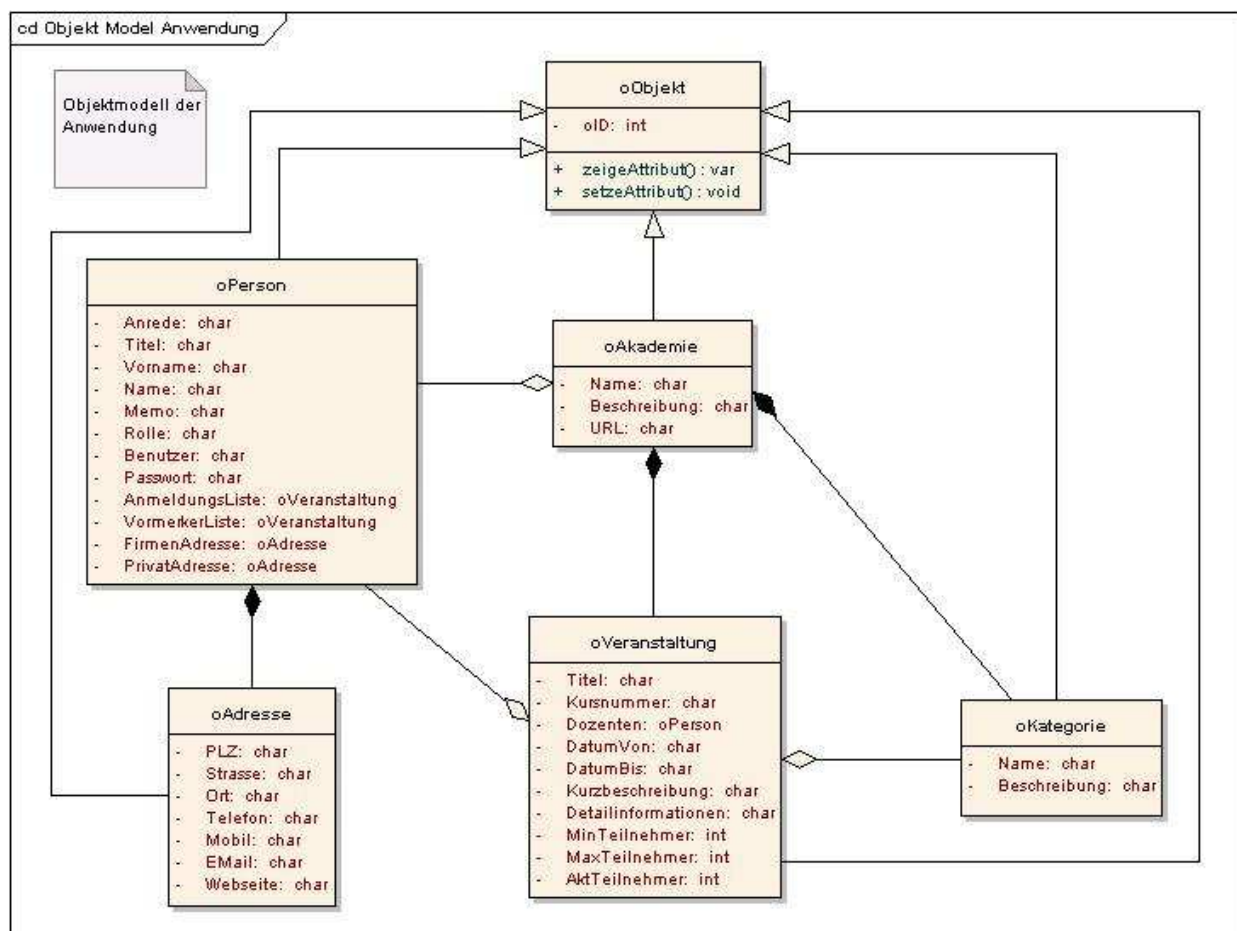 cd Objekt Model Anwendung
Objektmodell der
Anwendung
oObjekt
- oID: int
+ zeigeAttribut() : var
+ setzeAttribut() : void
oPerson
- Anrede: char
- Titel: char
- Vorname: char
- Name: char
- Memo: char
- Rolle: char
- Benutzer: char
- Passwort: char
- AnmeldungsListe: oVeranstaltung
- VormerkerListe: oVeranstaltung
- FirmenAdresse: oAdresse
- PrivatAdresse: oAdresse
oAkademie
- Name: char
- Beschreibung: char
- URL: char
oAdresse
- PLZ: char
- Strasse: char
- Ort: char
- Telefon: char
- Mobil: char
- EMail: char
- Webseite: char
oVeranstaltung
- Titel: char
- Kursnummer: char
- Dozenten: oPerson
- DatumVon: char
- DatumBis: char
- Kurzbeschreibung: char
- Detailinformationen: char
- MinTeilnehmer: int
- MaxTeilnehmer: int
- AktTeilnehmer: int
oKategorie
- Name: char
- Beschreibung: char